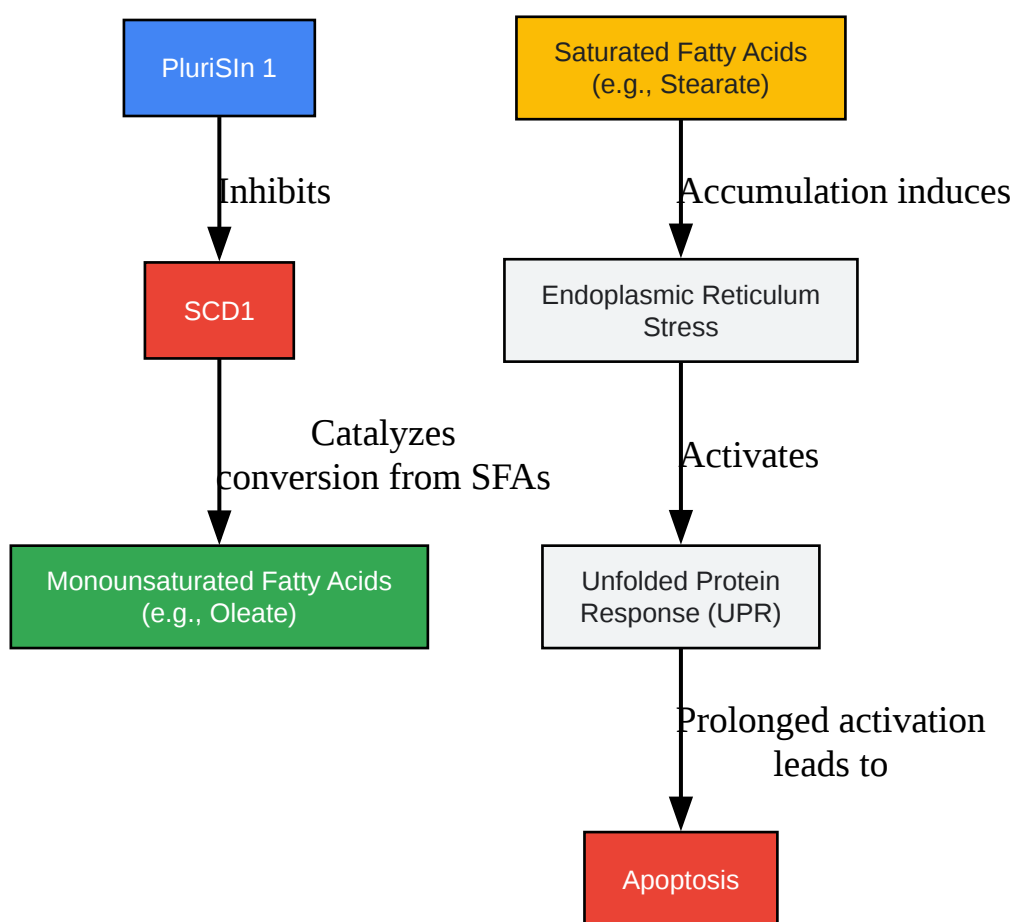 PluriSIn 1
Inhibits
SCD1
Catalyzes
conversion from SFAs
Monounsaturated Fatty Acids
(e.g., Oleate)
Saturated Fatty Acids
(e.g., Stearate)
Accumulation induces
Endoplasmic Reticulum
Stress
Activates
Unfolded Protein
Response (UPR)
Prolonged activation
leads to
Apoptosis